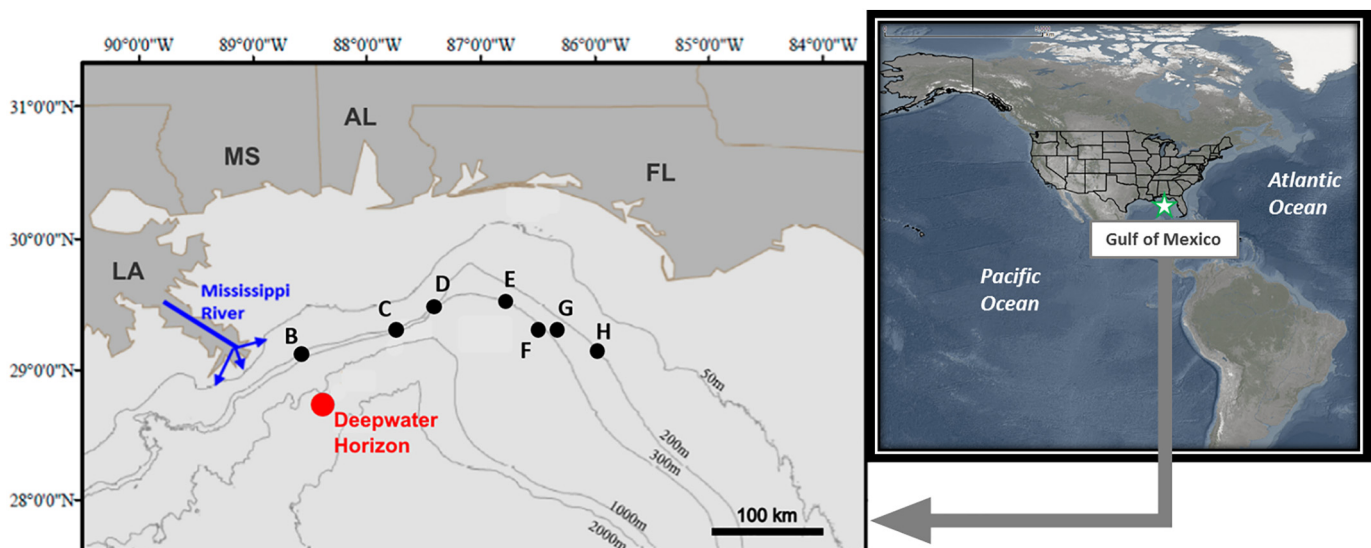 90°0'0"W 89°0'0"W 88°0'0"W 87°0'0"W 86°0'0"W 85°0'0"W 84°0'0"W
31°0'0"N
30°0'0"N
29°0'0"N
28°0'0"N
AL
MS
FL
LA
Mississippi
River
B
C
D
E
F
G
H
Deepwater
Horizon
50m
200m
300m
1000m
2000m
100 km
Atlantic
Ocean
Gulf of Mexico
Pacific
Ocean